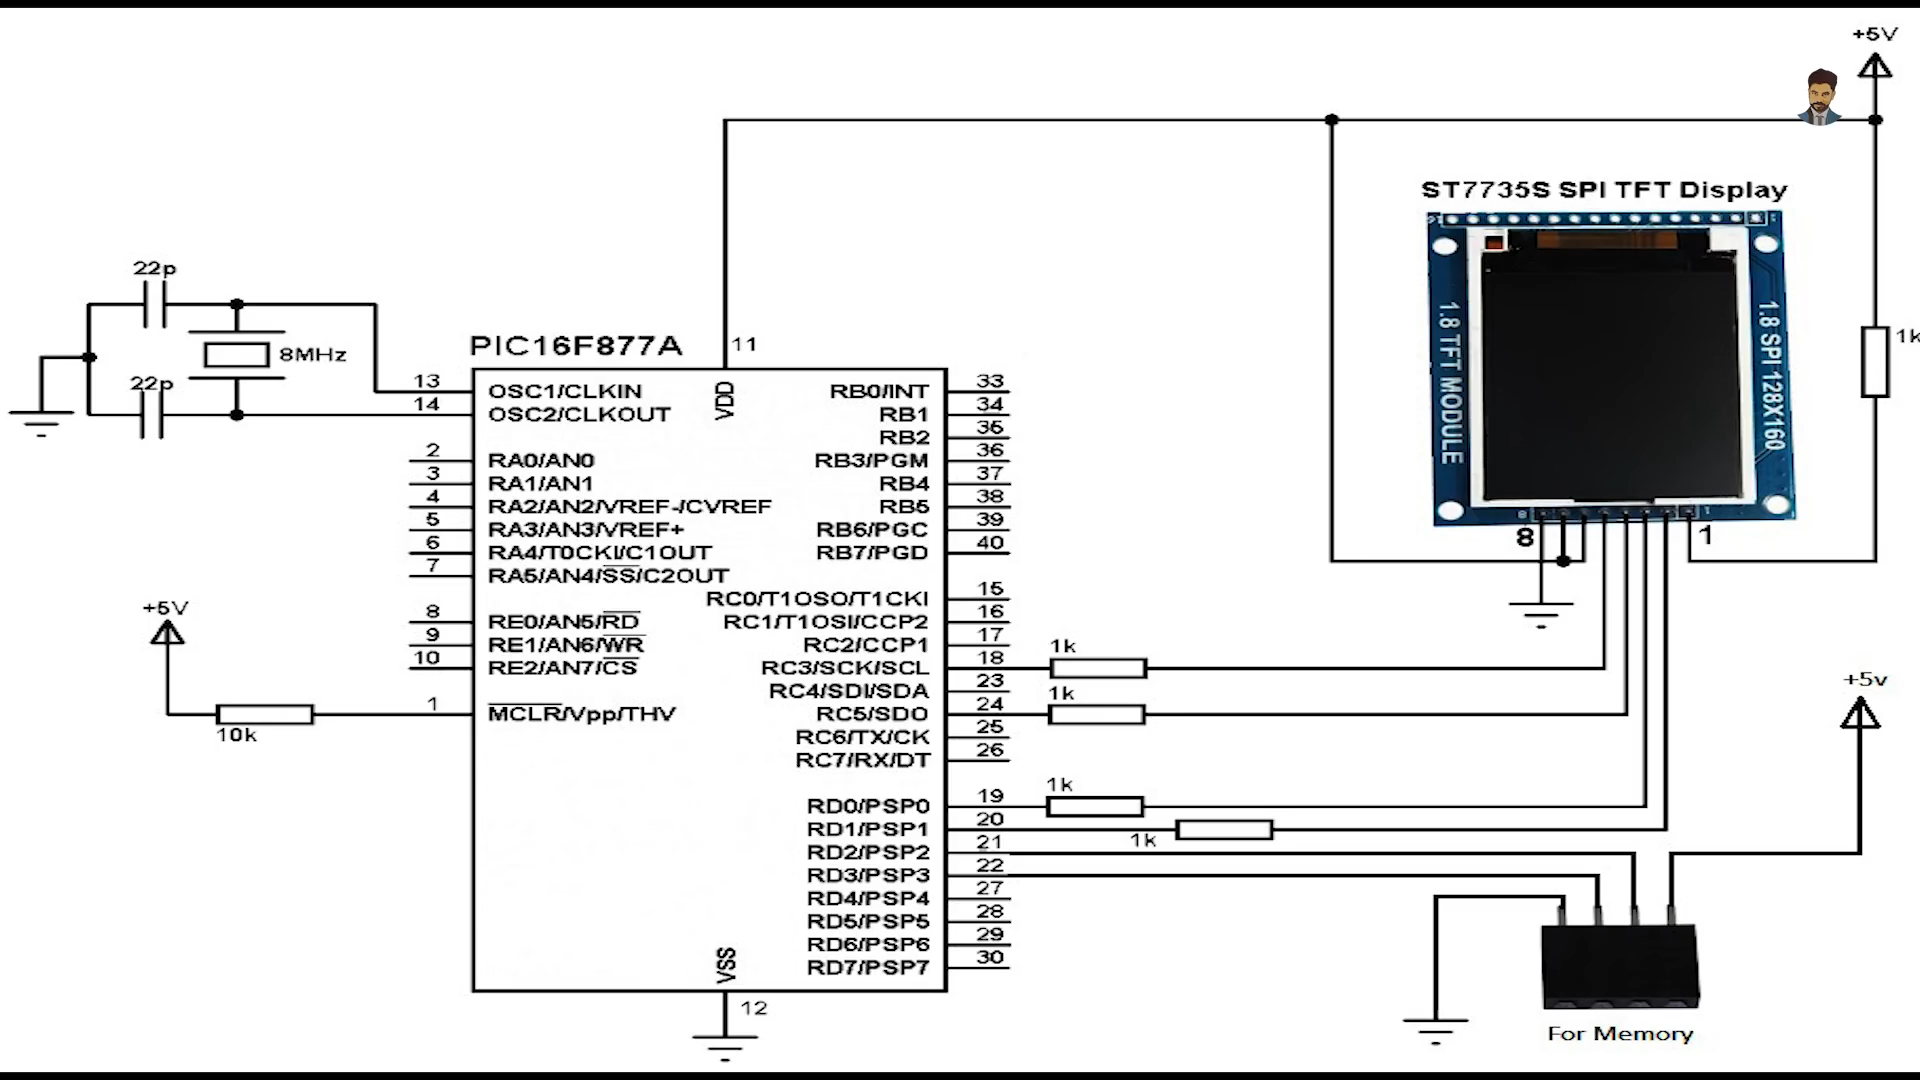 +5V
ST7735S SPI TFT Display
1.8 TFT MODULE
1.8 SPI 128X160
8
1
1k
22p
8MHz
22p
PIC16F877A
11
VDD
13 OSC1/CLKIN
14 OSC2/CLKOUT
2 RA0/AN0
3 RA1/AN1
4 RA2/AN2/VREF-/CVREF
5 RA3/AN3/VREF+
6 RA4/T0CKI/C1OUT
7 RA5/AN4/SS/C2OUT
8 RE0/AN5/RD
9 RE1/AN6/WR
10 RE2/AN7/CS
1 MCLR/Vpp/THV
+5V
10k
RB0/INT 33
RB1 34
RB2 35
RB3/PGM 36
RB4 37
RB5 38
RB6/PGC 39
RB7/PGD 40
RC0/T1OSO/T1CKI 15
RC1/T1OSI/CCP2 16
RC2/CCP1 17
RC3/SCK/SCL 18
RC4/SDI/SDA 23
RC5/SDO 24
RC6/TX/CK 25
RC7/RX/DT 26
RD0/PSP0 19
RD1/PSP1 20
RD2/PSP2 21
RD3/PSP3 22
RD4/PSP4 27
RD5/PSP5 28
RD6/PSP6 29
RD7/PSP7 30
1k
1k
1k
1k
VSS
12
+5v
For Memory